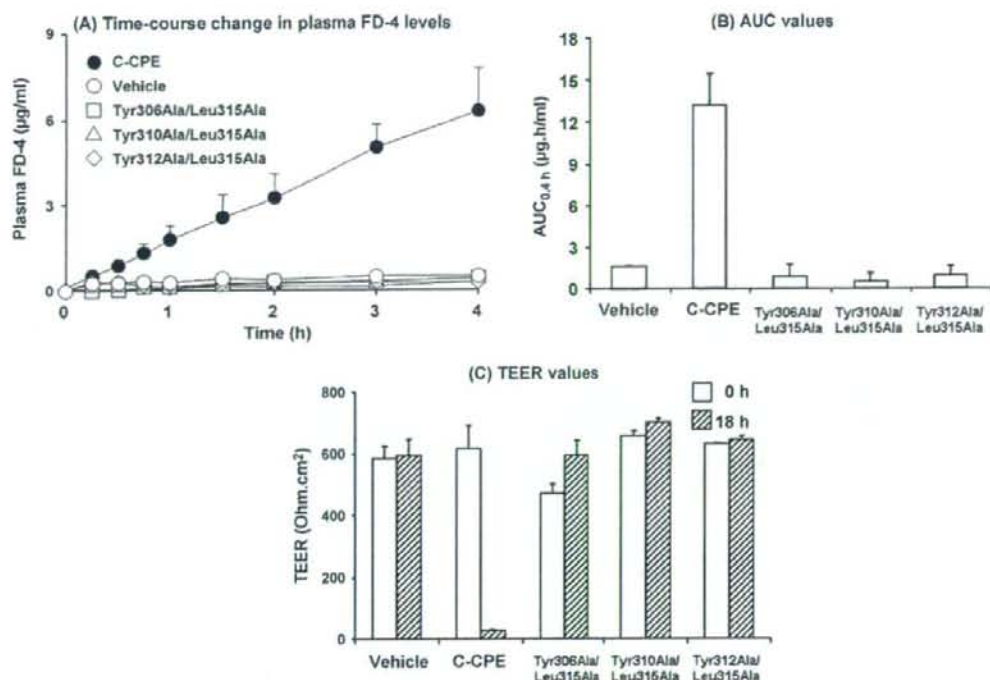 (A) Time-course change in plasma FD-4 levels
Plasma FD-4 (µg/ml)
9
6
3
0
C-CPE
Vehicle
Tyr306Ala/Leu315Ala
Tyr310Ala/Leu315Ala
Tyr312Ala/Leu315Ala
0 1 2 3 4
Time (h)
(B) AUC values
AUC0,4 h (µg.h/ml)
18
15
12
9
6
3
0
Vehicle C-CPE Tyr306Ala/ Tyr310Ala/ Tyr312Ala/
Leu315Ala Leu315Ala Leu315Ala
(C) TEER values
TEER (Ohm.cm²)
800
600
400
200
0
0 h
18 h
Vehicle C-CPE Tyr306Ala/ Tyr310Ala/ Tyr312Ala/
Leu315Ala Leu315Ala Leu315Ala